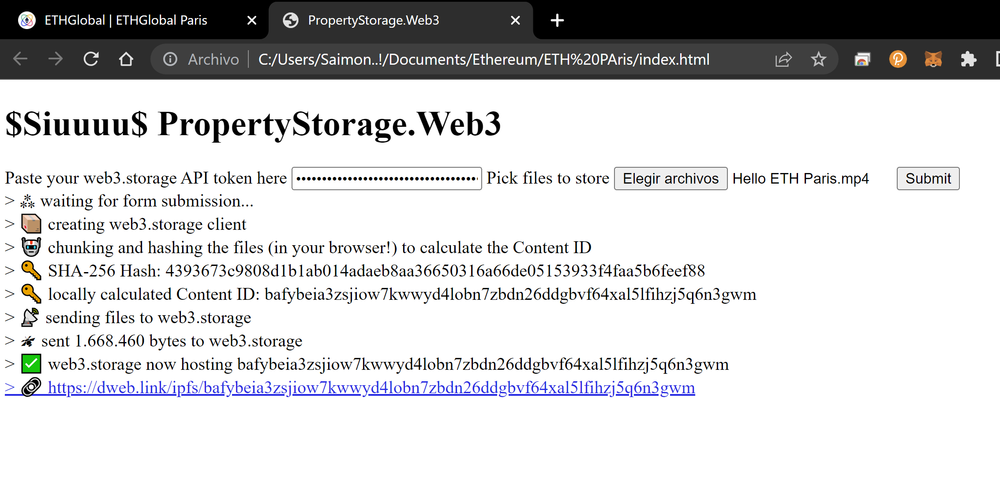 ETHGlobal | ETHGlobal Paris
PropertyStorage.Web3
Archivo C:/Users/Saimon..!/Documents/Ethereum/ETH%20PAris/index.html
$Siuuuu$ PropertyStorage.Web3
Paste your web3.storage API token here •••••••••••••••••••••••••••••••••••• Pick files to store Elegir archivos Hello ETH Paris.mp4 Submit
> ⁂ waiting for form submission...
> 📦 creating web3.storage client
> 🤖 chunking and hashing the files (in your browser!) to calculate the Content ID
> 🔑 SHA-256 Hash: 4393673c9808d1b1ab014adaeb8aa36650316a66de05153933f4faa5b6feef88
> 🔑 locally calculated Content ID: bafybeia3zsjiow7kwwyd4lobn7zbdn26ddgbvf64xal5lfihzj5q6n3gwm
> 📡 sending files to web3.storage
> 🛰 sent 1.668.460 bytes to web3.storage
> ✅ web3.storage now hosting bafybeia3zsjiow7kwwyd4lobn7zbdn26ddgbvf64xal5lfihzj5q6n3gwm
> 🔗 https://dweb.link/ipfs/bafybeia3zsjiow7kwwyd4lobn7zbdn26ddgbvf64xal5lfihzj5q6n3gwm